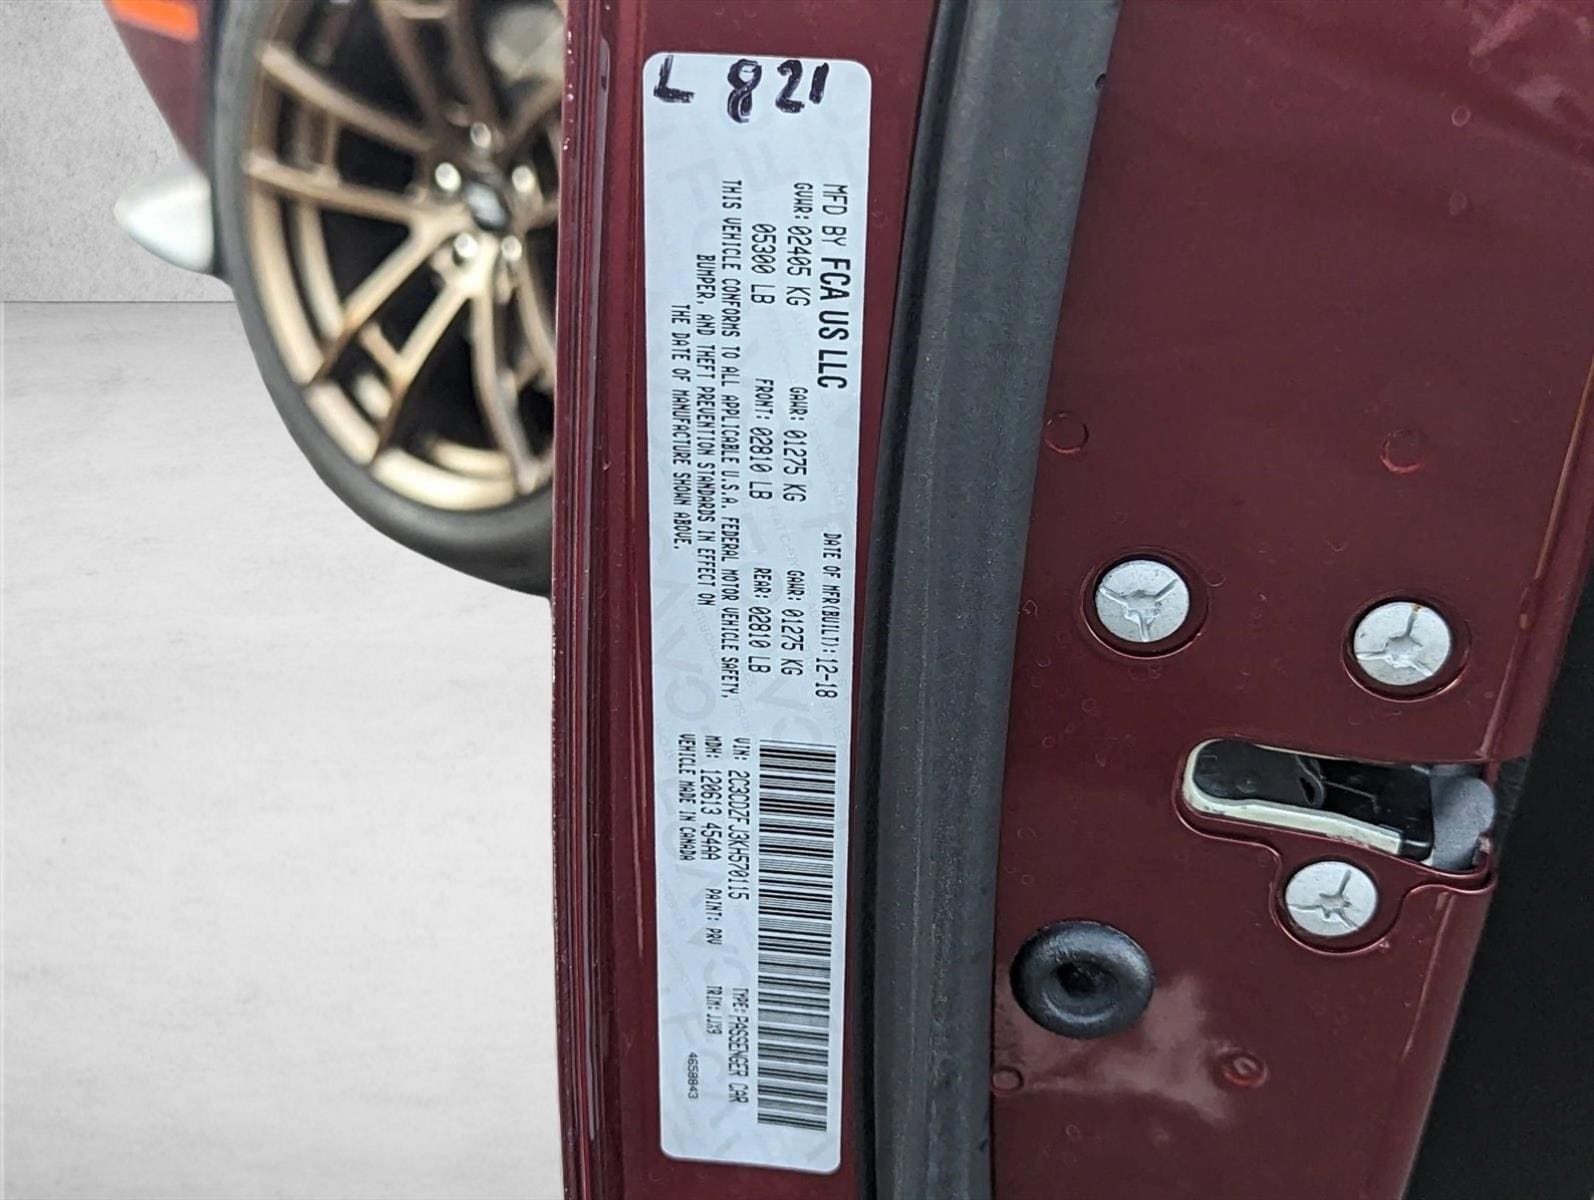 L 821
MFD BY FCA US LLC DATE OF MFR(BUILT): 12-18
GVWR: 02405 KG GAWR: 01275 KG GAWR: 01275 KG
05300 LB FRONT: 02810 LB REAR: 02810 LB
THIS VEHICLE CONFORMS TO ALL APPLICABLE U.S.A. FEDERAL MOTOR VEHICLE SAFETY,
BUMPER, AND THEFT PREVENTION STANDARDS IN EFFECT ON
THE DATE OF MANUFACTURE SHOWN ABOVE.
VIN: 2C3CDZFJ3KH570115 TYPE: PASSENGER CAR
MDH: 120613 454AA PAINT: PRV TRIM: JJX9
VEHICLE MADE IN CANADA 4658843